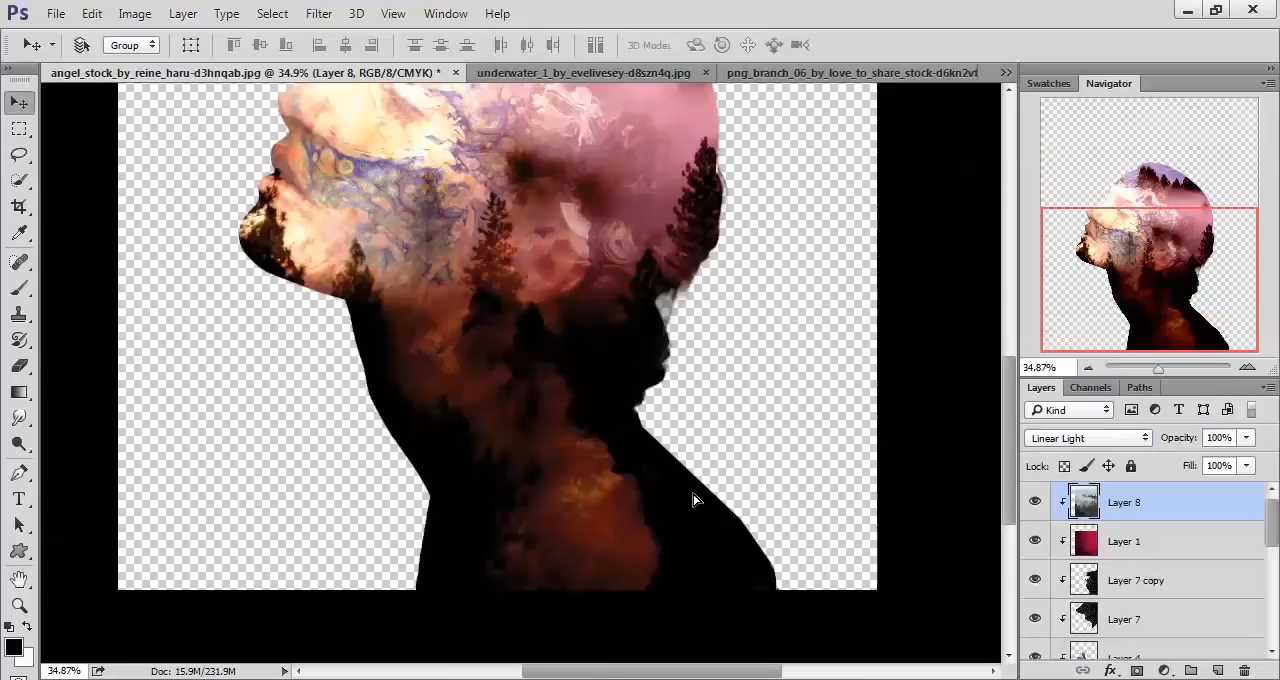 Ps File Edit Image Layer Type Select Filter 3D View Window Help
Group 3D Mode:
angel_stock_by_reine_haru-d3hnqab.jpg @ 34.9% (Layer 8, RGB/8/CMYK) * × underwater_1_by_evelivesey-d8szn4q.jpg × png_branch_06_by_love_to_share_stock-d6kn2vf
Swatches Navigator
34.87%
Layers Channels Paths
Kind
Linear Light Opacity: 100%
Lock: Fill: 100%
Layer 8
Layer 1
Layer 7 copy
Layer 7
Layer 4
34.87% Doc: 15.9M/231.9M